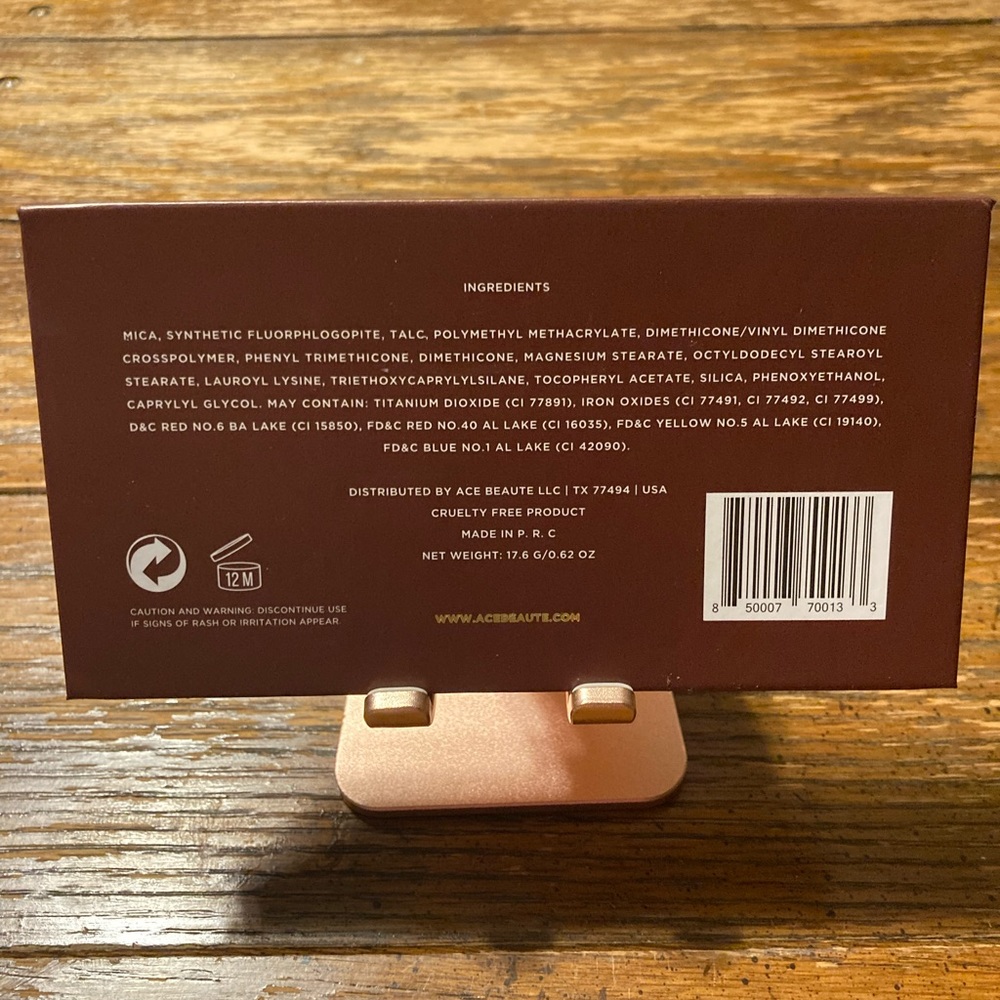 INGREDIENTS
MICA, SYNTHETIC FLUORPHLOGOPITE, TALC, POLYMETHYL METHACRYLATE, DIMETHICONE/VINYL DIMETHICONE
CROSSPOLYMER, PHENYL TRIMETHICONE, DIMETHICONE, MAGNESIUM STEARATE, OCTYLDODECYL STEAROYL
STEARATE, LAUROYL LYSINE, TRIETHOXYCAPRYLYLSILANE, TOCOPHERYL ACETATE, SILICA, PHENOXYETHANOL,
CAPRYLYL GLYCOL. MAY CONTAIN: TITANIUM DIOXIDE (CI 77891), IRON OXIDES (CI 77491, CI 77492, CI 77499),
D&C RED NO.6 BA LAKE (CI 15850), FD&C RED NO.40 AL LAKE (CI 16035), FD&C YELLOW NO.5 AL LAKE (CI 19140),
FD&C BLUE NO.1 AL LAKE (CI 42090).
DISTRIBUTED BY ACE BEAUTE LLC | TX 77494 | USA
CRUELTY FREE PRODUCT
MADE IN P. R. C
NET WEIGHT: 17.6 G/0.62 OZ
12 M
CAUTION AND WARNING: DISCONTINUE USE
IF SIGNS OF RASH OR IRRITATION APPEAR.
WWW.ACEBEAUTE.COM
8 50007 70013 3